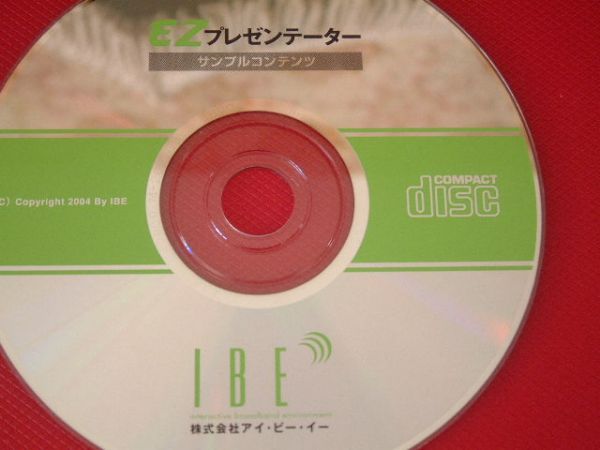 EZプレゼンテーター
サンプルコンテンツ
C) Copyright 2004 By IBE
COMPACT
disc
IBE
interactive broadband environment
株式会社アイ・ビー・イー